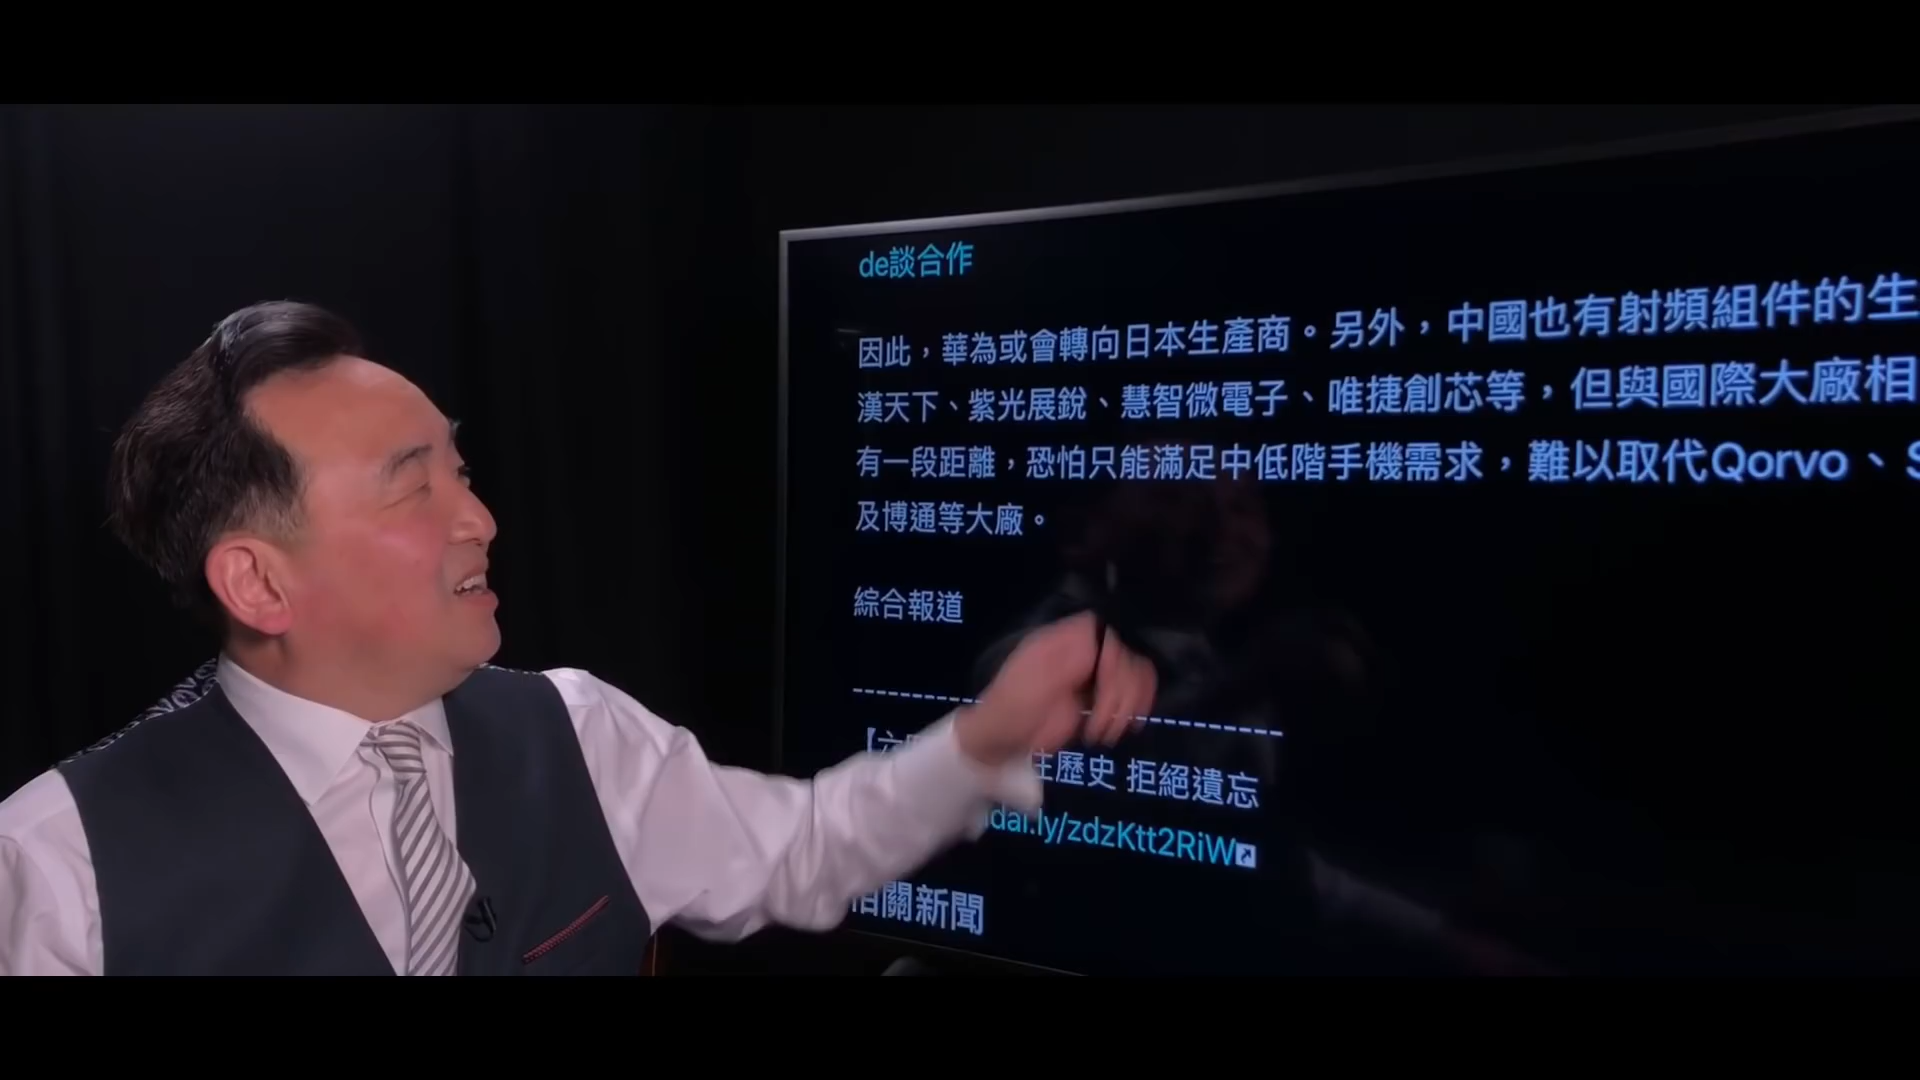 de談合作
因此，華為或會轉向日本生產商。另外，中國也有射頻組件的生
漢天下、紫光展銳、慧智微電子、唯捷創芯等，但與國際大廠相
有一段距離，恐怕只能滿足中低階手機需求，難以取代Qorvo、S
及博通等大廠。
綜合報道
住歷史 拒絕遺忘
dai.ly/zdzKtt2RiW
相關新聞